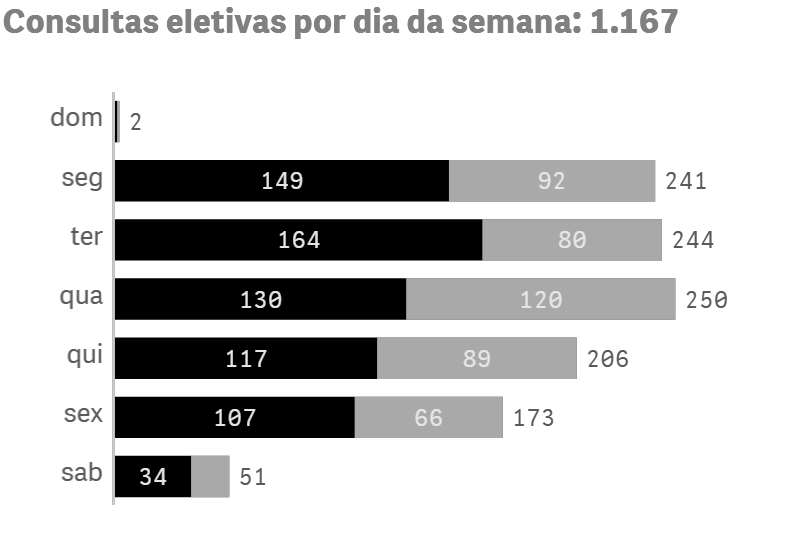 Consultas eletivas por dia da semana: 1.167
dom 2
seg 149 92 241
ter 164 80 244
qua 130 120 250
qui 117 89 206
sex 107 66 173
sab 34 51